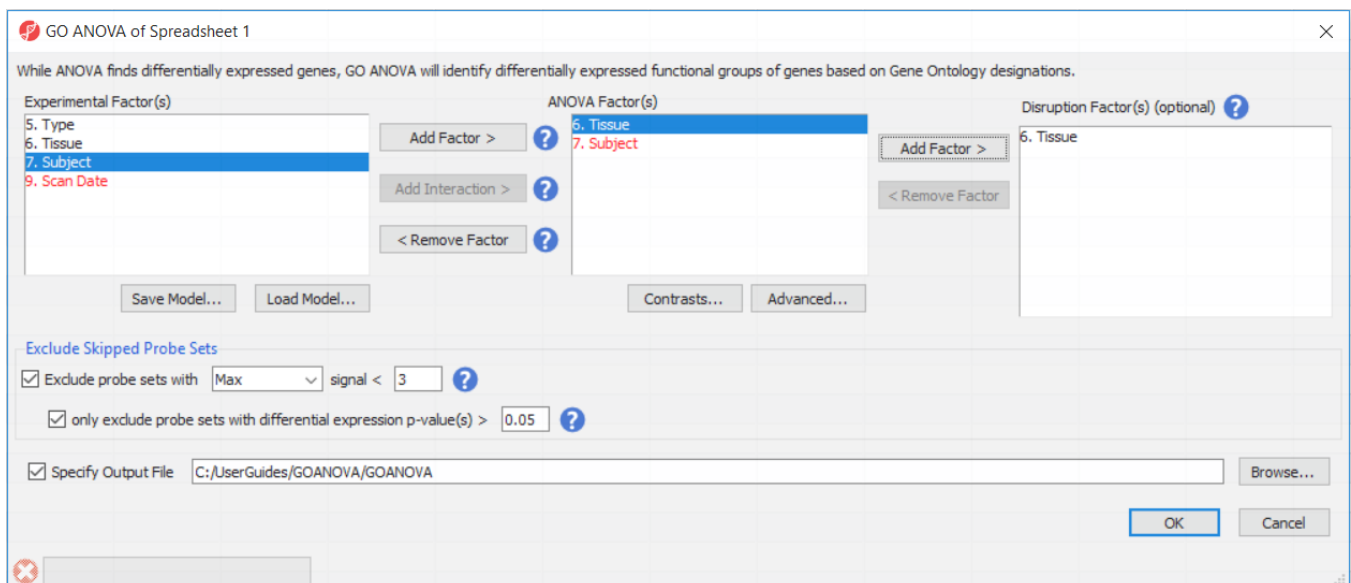 GO ANOVA of Spreadsheet 1
While ANOVA finds differentially expressed genes, GO ANOVA will identify differentially expressed functional groups of genes based on Gene Ontology designations.
Experimental Factor(s)
5. Type
6. Tissue
7. Subject
9. Scan Date
Add Factor >
?
Add Interaction >
?
< Remove Factor
?
ANOVA Factor(s)
6. Tissue
7. Subject
Add Factor >
< Remove Factor
Disruption Factor(s) (optional) ?
6. Tissue
Save Model... Load Model...
Contrasts... Advanced...
Exclude Skipped Probe Sets
Exclude probe sets with Max signal < 3 ?
only exclude probe sets with differential expression p-value(s) > 0.05 ?
Specify Output File C:/UserGuides/GOANOVA/GOANOVA Browse...
OK Cancel